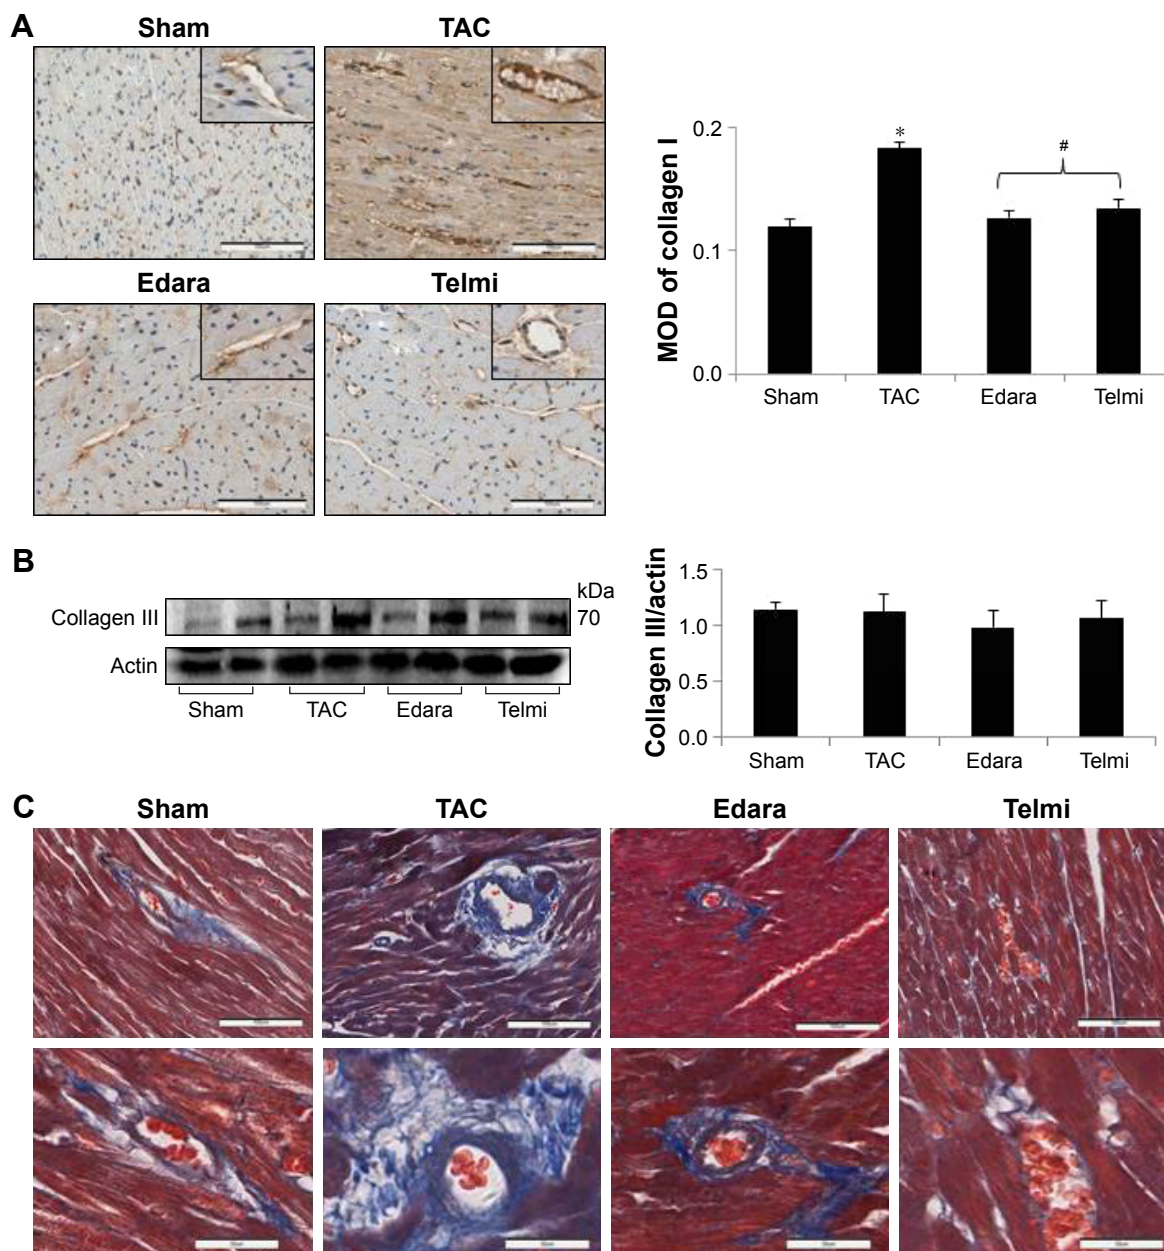 A
Sham
TAC
Edara
Telmi
MOD of collagen I
0.2
0.1
0.0
*
#
Sham
TAC
Edara
Telmi
B
Collagen III
Actin
kDa
70
Sham
TAC
Edara
Telmi
Collagen III/actin
1.5
1.0
0.5
0.0
Sham
TAC
Edara
Telmi
C
Sham
TAC
Edara
Telmi